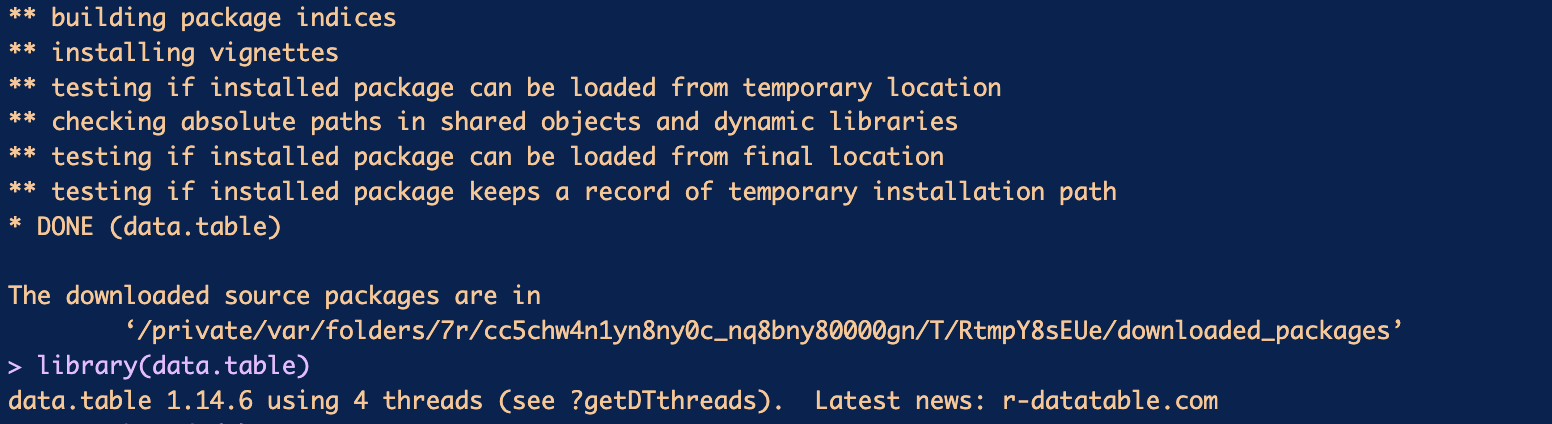 ** building package indices
** installing vignettes
** testing if installed package can be loaded from temporary location
** checking absolute paths in shared objects and dynamic libraries
** testing if installed package can be loaded from final location
** testing if installed package keeps a record of temporary installation path
* DONE (data.table)
The downloaded source packages are in
‘/private/var/folders/7r/cc5chw4n1yn8ny0c_nq8bny80000gn/T/RtmpY8sEUe/downloaded_packages’
> library(data.table)
data.table 1.14.6 using 4 threads (see ?getDTthreads).  Latest news: r-datatable.com